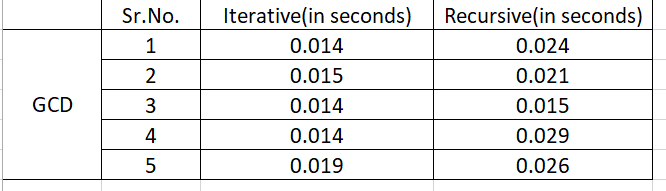 Sr.No. Iterative(in seconds) Recursive(in seconds)
1 0.014 0.024
2 0.015 0.021
GCD 3 0.014 0.015
4 0.014 0.029
5 0.019 0.026